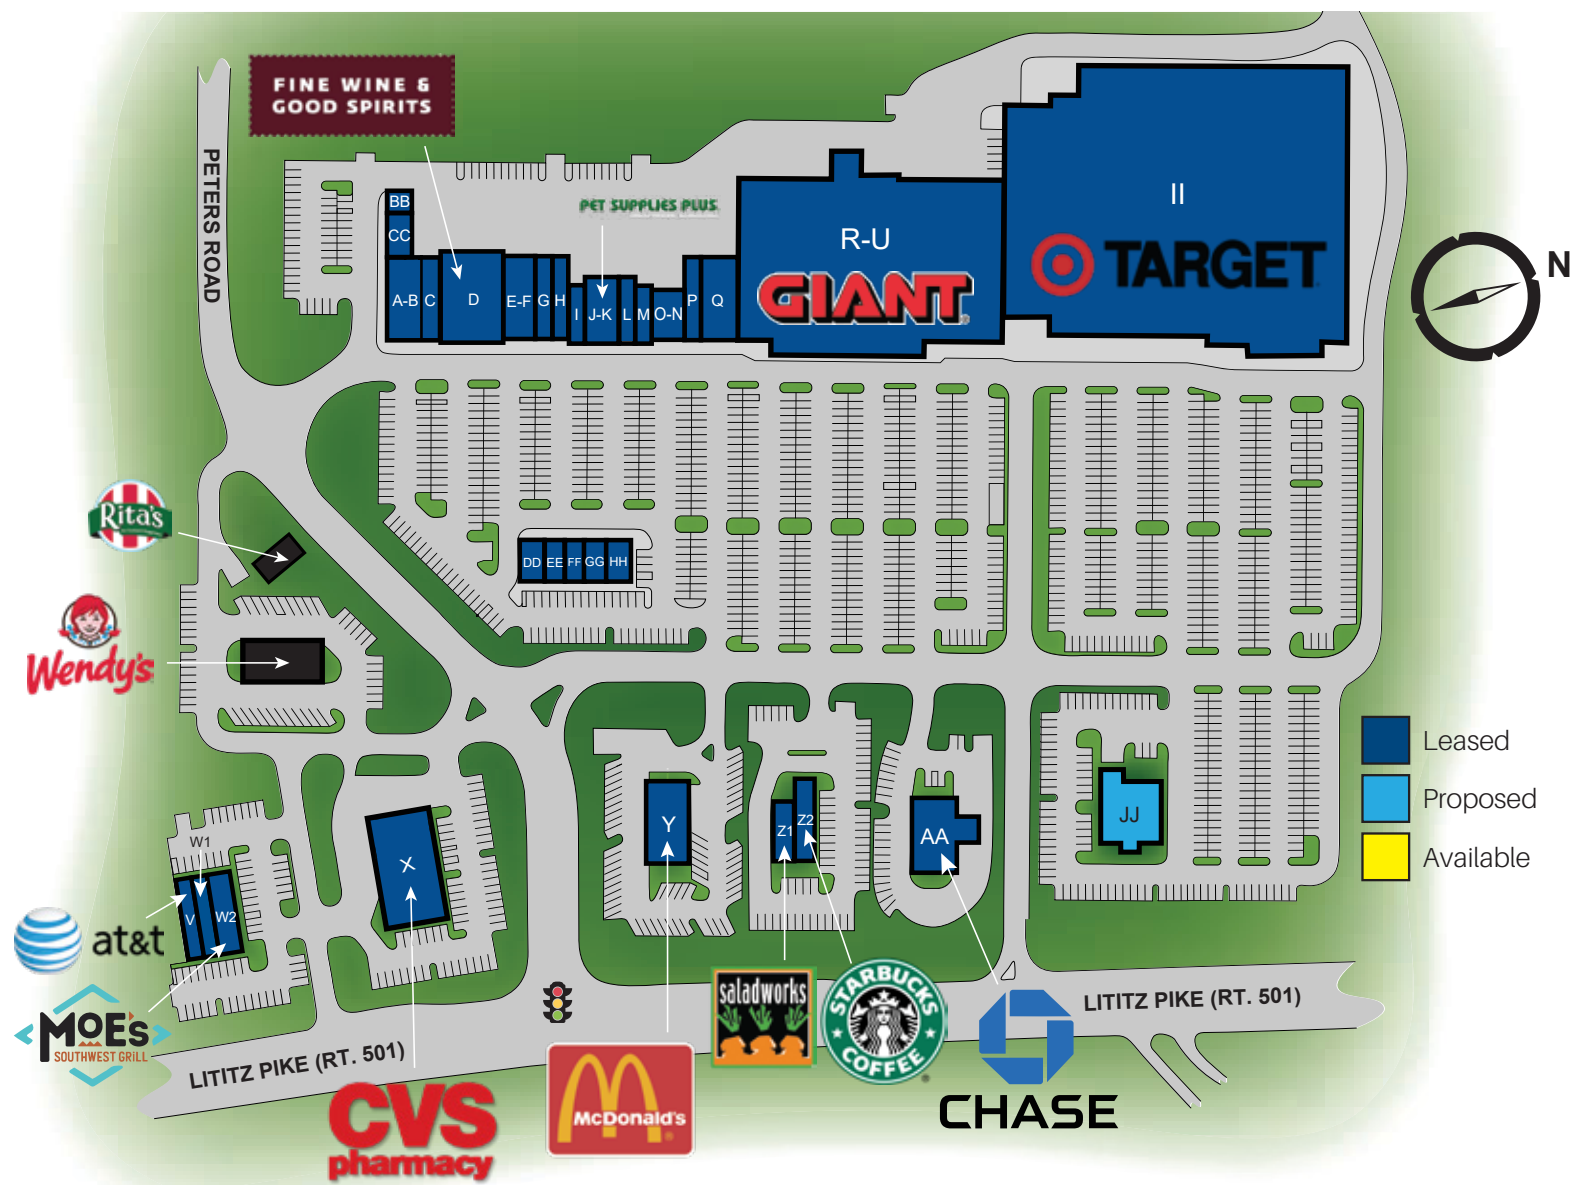 FINE WINE &
GOOD SPIRITS
PETERS ROAD
PET SUPPLIES PLUS
BB
CC
A-B
C
D
E-F
G
H
I
J-K
L
M
O-N
P
Q
R-U
GIANT
II
TARGET
N
Rita's
DD
EE
FF
GG
HH
Wendy's
Leased
Proposed
Available
W1
V
W2
X
Y
Z1
Z2
AA
JJ
at&t
MOE's
SOUTHWEST GRILL
saladworks
STARBUCKS
COFFEE
LITITZ PIKE (RT. 501)
LITITZ PIKE (RT. 501)
CVS
pharmacy
McDonald's
CHASE